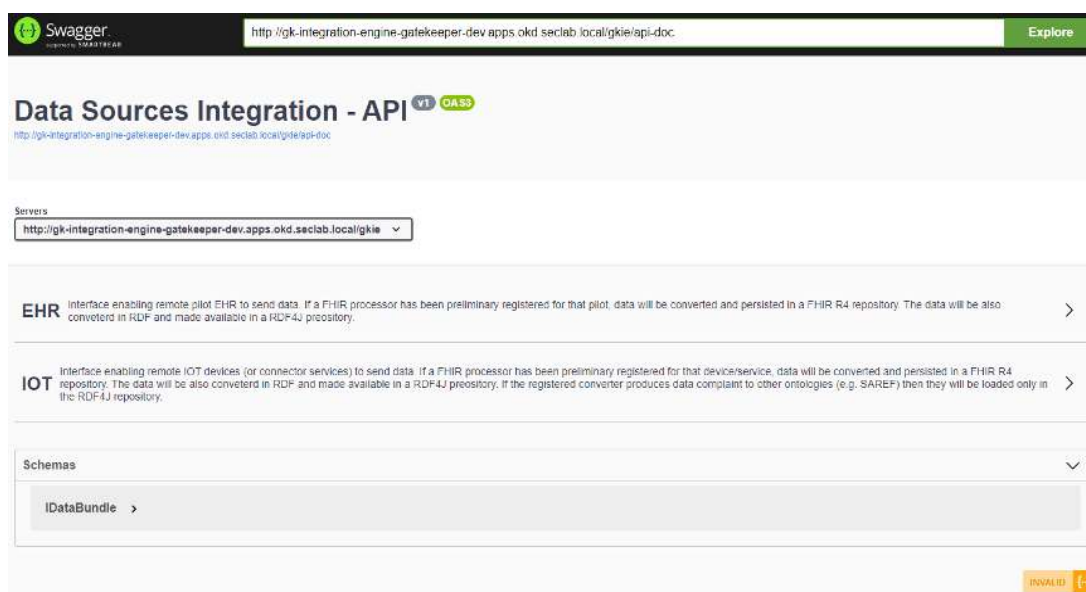 Swagger.
supported by SMARTBEAR
http://gk-integration-engine-gatekeeper-dev.apps.okd.seclab.local/gkie/api-doc
Explore
Data Sources Integration - API v1 OAS3
http://gk-integration-engine-gatekeeper-dev.apps.okd.seclab.local/gkie/api-doc
Servers
http://gk-integration-engine-gatekeeper-dev.apps.okd.seclab.local/gkie
EHR
Interface enabling remote pilot EHR to send data. If a FHIR processor has been preliminary registered for that pilot, data will be converted and persisted in a FHIR R4 repository. The data will be also
conveterd in RDF and made available in a RDF4J preository.
IOT
Interface enabling remote IOT devices (or connector services) to send data. If a FHIR processor has been preliminary registered for that device/service, data will be converted and persisted in a FHIR R4
repository. The data will be also conveterd in RDF and made available in a RDF4J preository. If the registered converter produces data complaint to other ontologies (e.g. SAREF) then they will be loaded only in
the RDF4J repository.
Schemas
IDataBundle
INVALID {--